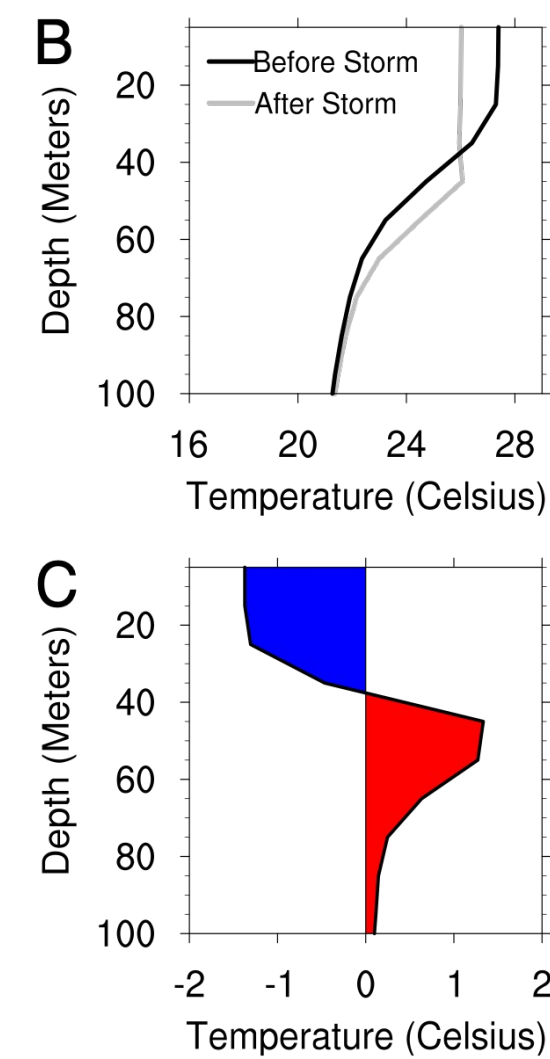 B
Before Storm
After Storm
Depth (Meters)
20
40
60
80
100
16 20 24 28
Temperature (Celsius)
C
Depth (Meters)
20
40
60
80
100
-2 -1 0 1 2
Temperature (Celsius)